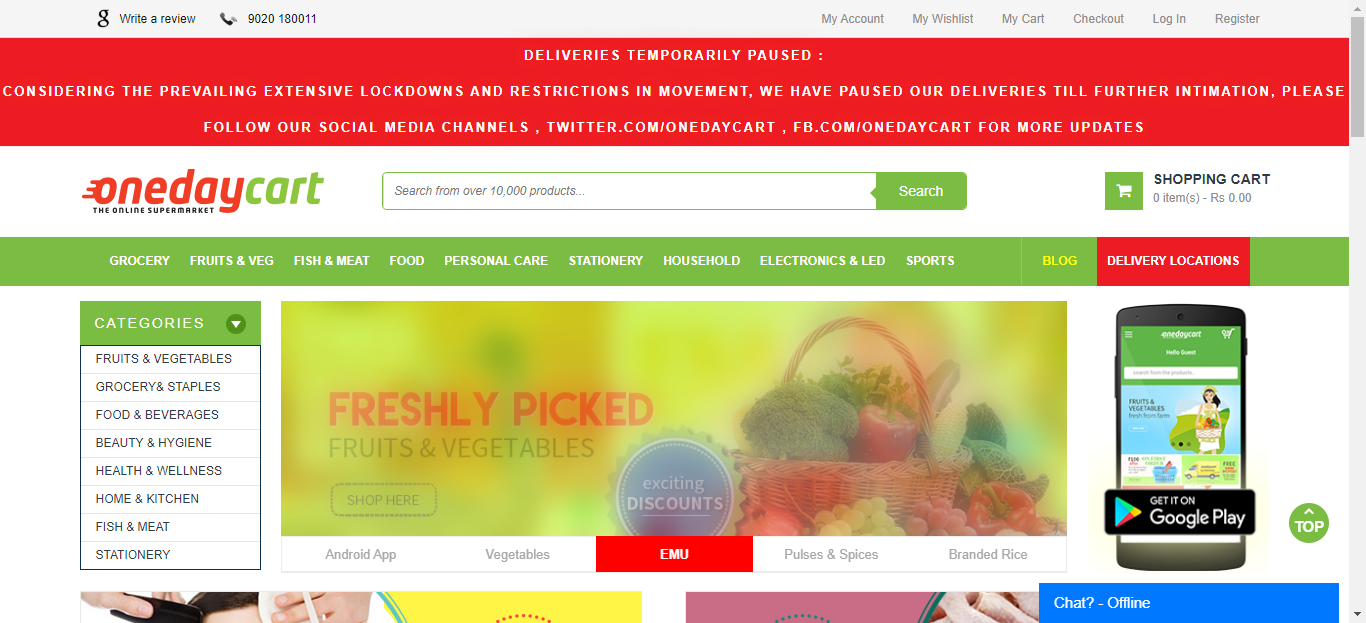 g Write a review 9020 180011 My Account My Wishlist My Cart Checkout Log In Register
DELIVERIES TEMPORARILY PAUSED :
CONSIDERING THE PREVAILING EXTENSIVE LOCKDOWNS AND RESTRICTIONS IN MOVEMENT, WE HAVE PAUSED OUR DELIVERIES TILL FURTHER INTIMATION, PLEASE
FOLLOW OUR SOCIAL MEDIA CHANNELS , TWITTER.COM/ONEDAYCART , FB.COM/ONEDAYCART FOR MORE UPDATES
onedaycart
THE ONLINE SUPERMARKET
Search from over 10,000 products...
Search
SHOPPING CART
0 item(s) - Rs 0.00
GROCERY FRUITS & VEG FISH & MEAT FOOD PERSONAL CARE STATIONERY HOUSEHOLD ELECTRONICS & LED SPORTS BLOG DELIVERY LOCATIONS
CATEGORIES
FRUITS & VEGETABLES
GROCERY& STAPLES
FOOD & BEVERAGES
BEAUTY & HYGIENE
HEALTH & WELLNESS
HOME & KITCHEN
FISH & MEAT
STATIONERY
FRESHLY PICKED
FRUITS & VEGETABLES
SHOP HERE
exciting
DISCOUNTS
Android App Vegetables EMU Pulses & Spices Branded Rice
onedaycart
Hello Guest
search from the products..
FRUITS &
VEGETABLES
fresh from farm
GET IT ON
Google Play
TOP
Chat? - Offline